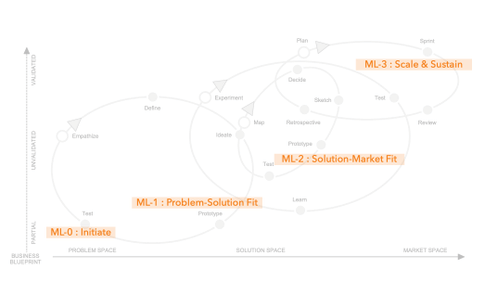 Plan
Sprint
ML-3 : Scale & Sustain
VALIDATED
Decide
Experiment
Define
Sketch
Test
Map
Retrospective
Review
Empathize
Ideate
UNVALIDATED
Prototype
ML-2 : Solution-Market Fit
Test
ML-1 : Problem-Solution Fit
Learn
Test
Prototype
ML-0 : Initiate
PARTIAL
PROBLEM SPACE
SOLUTION SPACE
MARKET SPACE
BUSINESS
BLUEPRINT